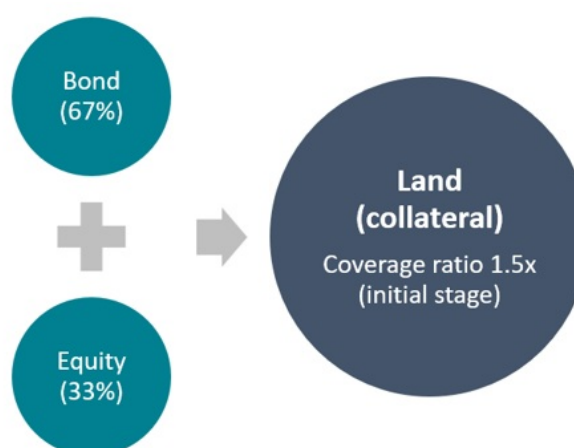 Bond
(67%)
Equity
(33%)
Land
(collateral)
Coverage ratio 1.5x
(initial stage)